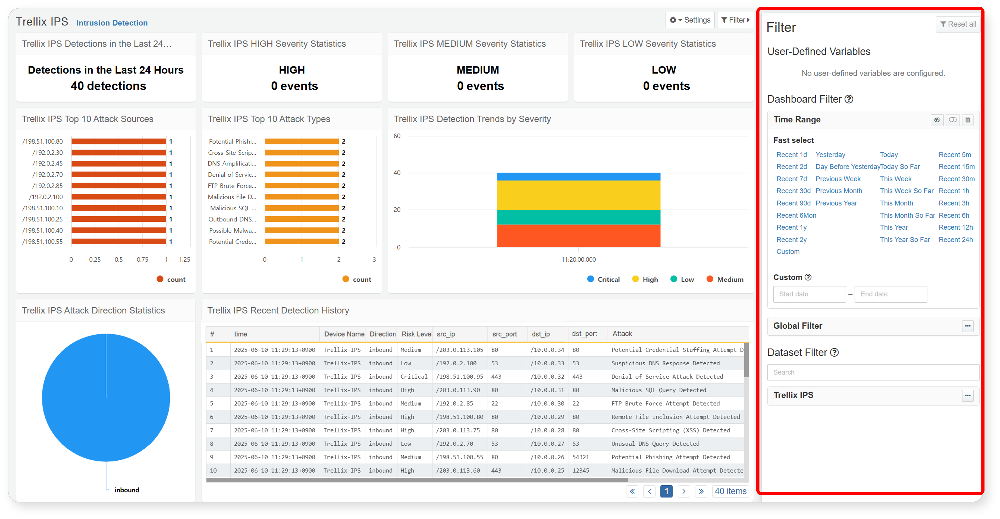 Trellix IPS Intrusion Detection
Settings Filter
Trellix IPS Detections in the Last 24…
Detections in the Last 24 Hours
40 detections
Trellix IPS HIGH Severity Statistics
HIGH
0 events
Trellix IPS MEDIUM Severity Statistics
MEDIUM
0 events
Trellix IPS LOW Severity Statistics
LOW
0 events
Trellix IPS Top 10 Attack Sources
/198.51.100.80 1
/192.0.2.30 1
/192.0.2.45 1
/192.0.2.70 1
/192.0.2.85 1
/192.0.2.100 1
/198.51.100.10 1
/198.51.100.25 1
/198.51.100.40 1
/198.51.100.55 1
0 0.25 0.5 0.75 1 1.25
count
Trellix IPS Top 10 Attack Types
Potential Phishi... 2
Cross-Site Scrip... 2
DNS Amplificati... 2
Denial of Servic... 2
FTP Brute Force... 2
Malicious File D... 2
Malicious SQL ... 2
Outbound DNS... 2
Possible Malwa... 2
Potential Crede... 2
0 1 2 3
count
Trellix IPS Detection Trends by Severity
60
40
20
0
11:20:00.000
Critical High Low Medium
Trellix IPS Attack Direction Statistics
inbound
Trellix IPS Recent Detection History
# time Device Name Direction Risk Level src_ip src_port dst_ip dst_port Attack
1 2025-06-10 11:29:13+0900 Trellix-IPS inbound Medium /203.0.113.105 80 /10.0.0.34 80 Potential Credential Stuffing Attempt D
2 2025-06-10 11:29:13+0900 Trellix-IPS inbound Low /192.0.2.100 53 /10.0.0.33 53 Suspicious DNS Response Detected
3 2025-06-10 11:29:13+0900 Trellix-IPS inbound Critical /198.51.100.95 443 /10.0.0.32 443 Denial of Service Attack Detected
4 2025-06-10 11:29:13+0900 Trellix-IPS inbound High /203.0.113.90 80 /10.0.0.31 80 Malicious SQL Query Detected
5 2025-06-10 11:29:13+0900 Trellix-IPS inbound Medium /192.0.2.85 22 /10.0.0.30 22 FTP Brute Force Attempt Detected
6 2025-06-10 11:29:13+0900 Trellix-IPS inbound High /198.51.100.80 80 /10.0.0.29 80 Remote File Inclusion Attempt Detected
7 2025-06-10 11:29:13+0900 Trellix-IPS inbound High /203.0.113.75 80 /10.0.0.28 80 Cross-Site Scripting (XSS) Detected
8 2025-06-10 11:29:13+0900 Trellix-IPS inbound Low /192.0.2.70 53 /10.0.0.27 53 Unusual DNS Query Detected
9 2025-06-10 11:29:13+0900 Trellix-IPS inbound Medium /198.51.100.55 80 /10.0.0.26 54321 Potential Phishing Attempt Detected
10 2025-06-10 11:29:13+0900 Trellix-IPS inbound High /203.0.113.60 443 /10.0.0.25 12345 Malicious File Download Attempt Detected
« ‹ 1 › » 40 items
Filter Reset all
User-Defined Variables
No user-defined variables are configured.
Dashboard Filter ?
Time Range
Fast select
Recent 1d Yesterday Today Recent 5m
Recent 2d Day Before Yesterday Today So Far Recent 15m
Recent 7d Previous Week This Week Recent 30m
Recent 30d Previous Month This Week So Far Recent 1h
Recent 90d Previous Year This Month Recent 3h
Recent 6Mon This Month So Far Recent 6h
Recent 1y This Year Recent 12h
Recent 2y This Year So Far Recent 24h
Custom
Custom ?
Start date – End date
Global Filter ...
Dataset Filter ?
Search
Trellix IPS ...